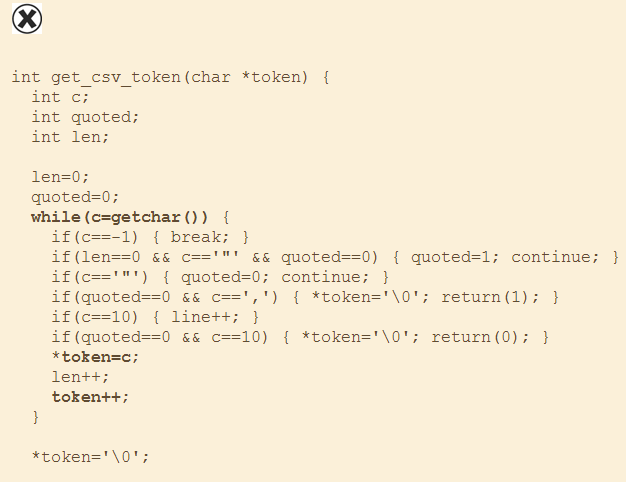 int get_csv_token(char *token) {
  int c;
  int quoted;
  int len;

  len=0;
  quoted=0;
  while(c=getchar()) {
    if(c==-1) { break; }
    if(len==0 && c=='"' && quoted==0) { quoted=1; continue; }
    if(c=='"') { quoted=0; continue; }
    if(quoted==0 && c==',') { *token='\0'; return(1); }
    if(c==10) { line++; }
    if(quoted==0 && c==10) { *token='\0'; return(0); }
    *token=c;
    len++;
    token++;
  }

  *token='\0';